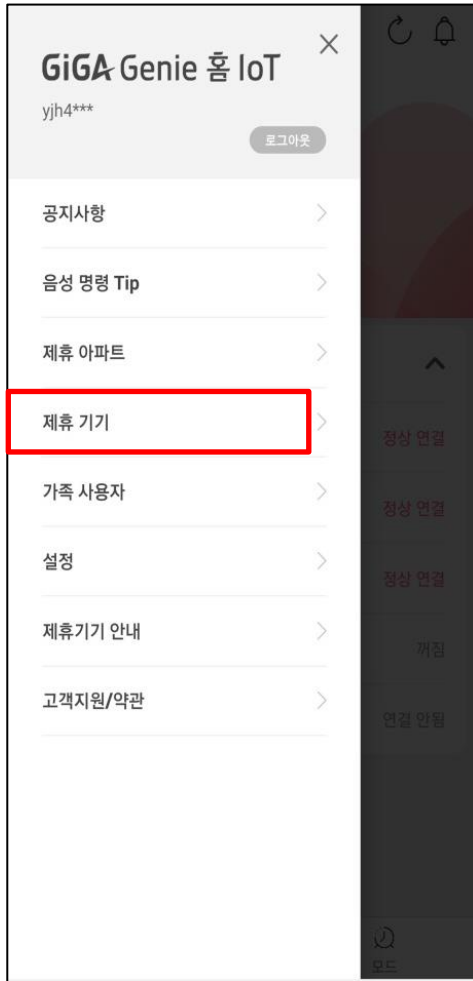 GiGA Genie 홈 IoT
yjh4***
로그아웃
공지사항
음성 명령 Tip
제휴 아파트
제휴 기기
정상 연결
가족 사용자
정상 연결
설정
정상 연결
제휴기기 안내
꺼짐
고객지원/약관
연결 안됨
모드